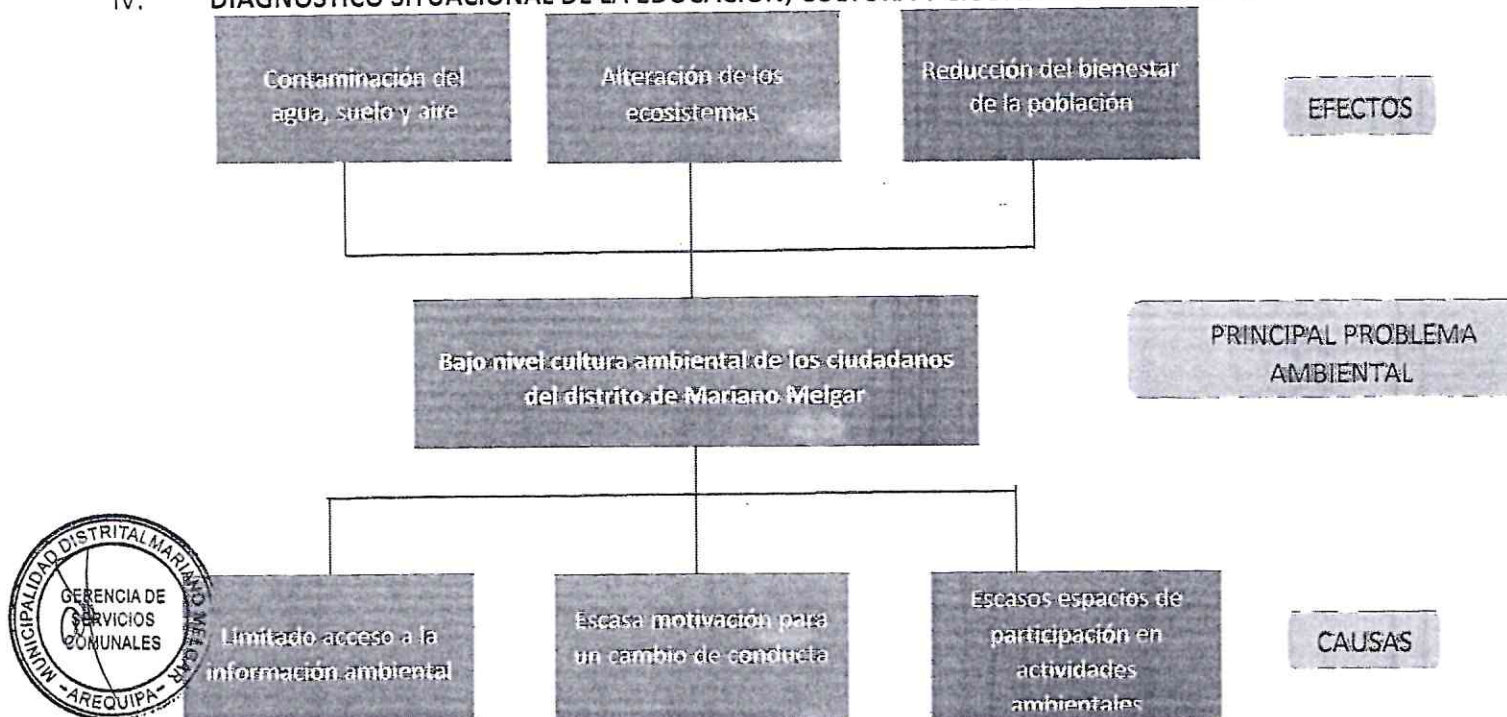 IV.
DIAGNÓSTICO SITUACIONAL DE LA EDUCACIÓN, CULTURA Y
Contaminación del
agua, suelo y aire
Alteración de los
ecosistemas
Reducción del bienestar
de la población
EFECTOS
Bajo nivel cultura ambiental de los ciudadanos
del distrito de Mariano Melgar
PRINCIPAL PROBLEMA
AMBIENTAL
MUNICIPALIDAD DISTRITAL MARIANO MELGAR
GERENCIA DE
SERVICIOS
COMUNALES
-AREQUIPA-
Limitado acceso a la
información ambiental
Escasa motivación para
un cambio de conducta
Escasos espacios de
participación en
actividades
ambientales
CAUSAS